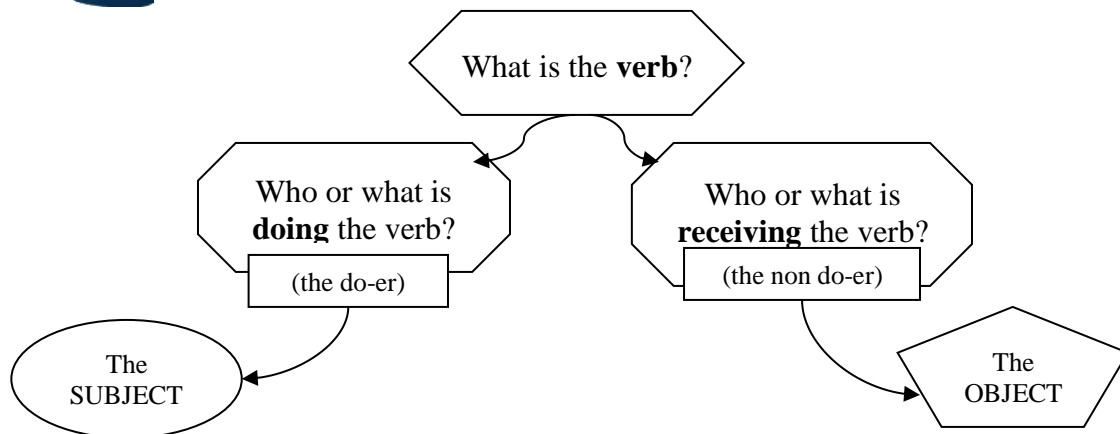 What is the verb?
Who or what is
doing the verb?
(the do-er)
Who or what is
receiving the verb?
(the non do-er)
The
SUBJECT
The
OBJECT